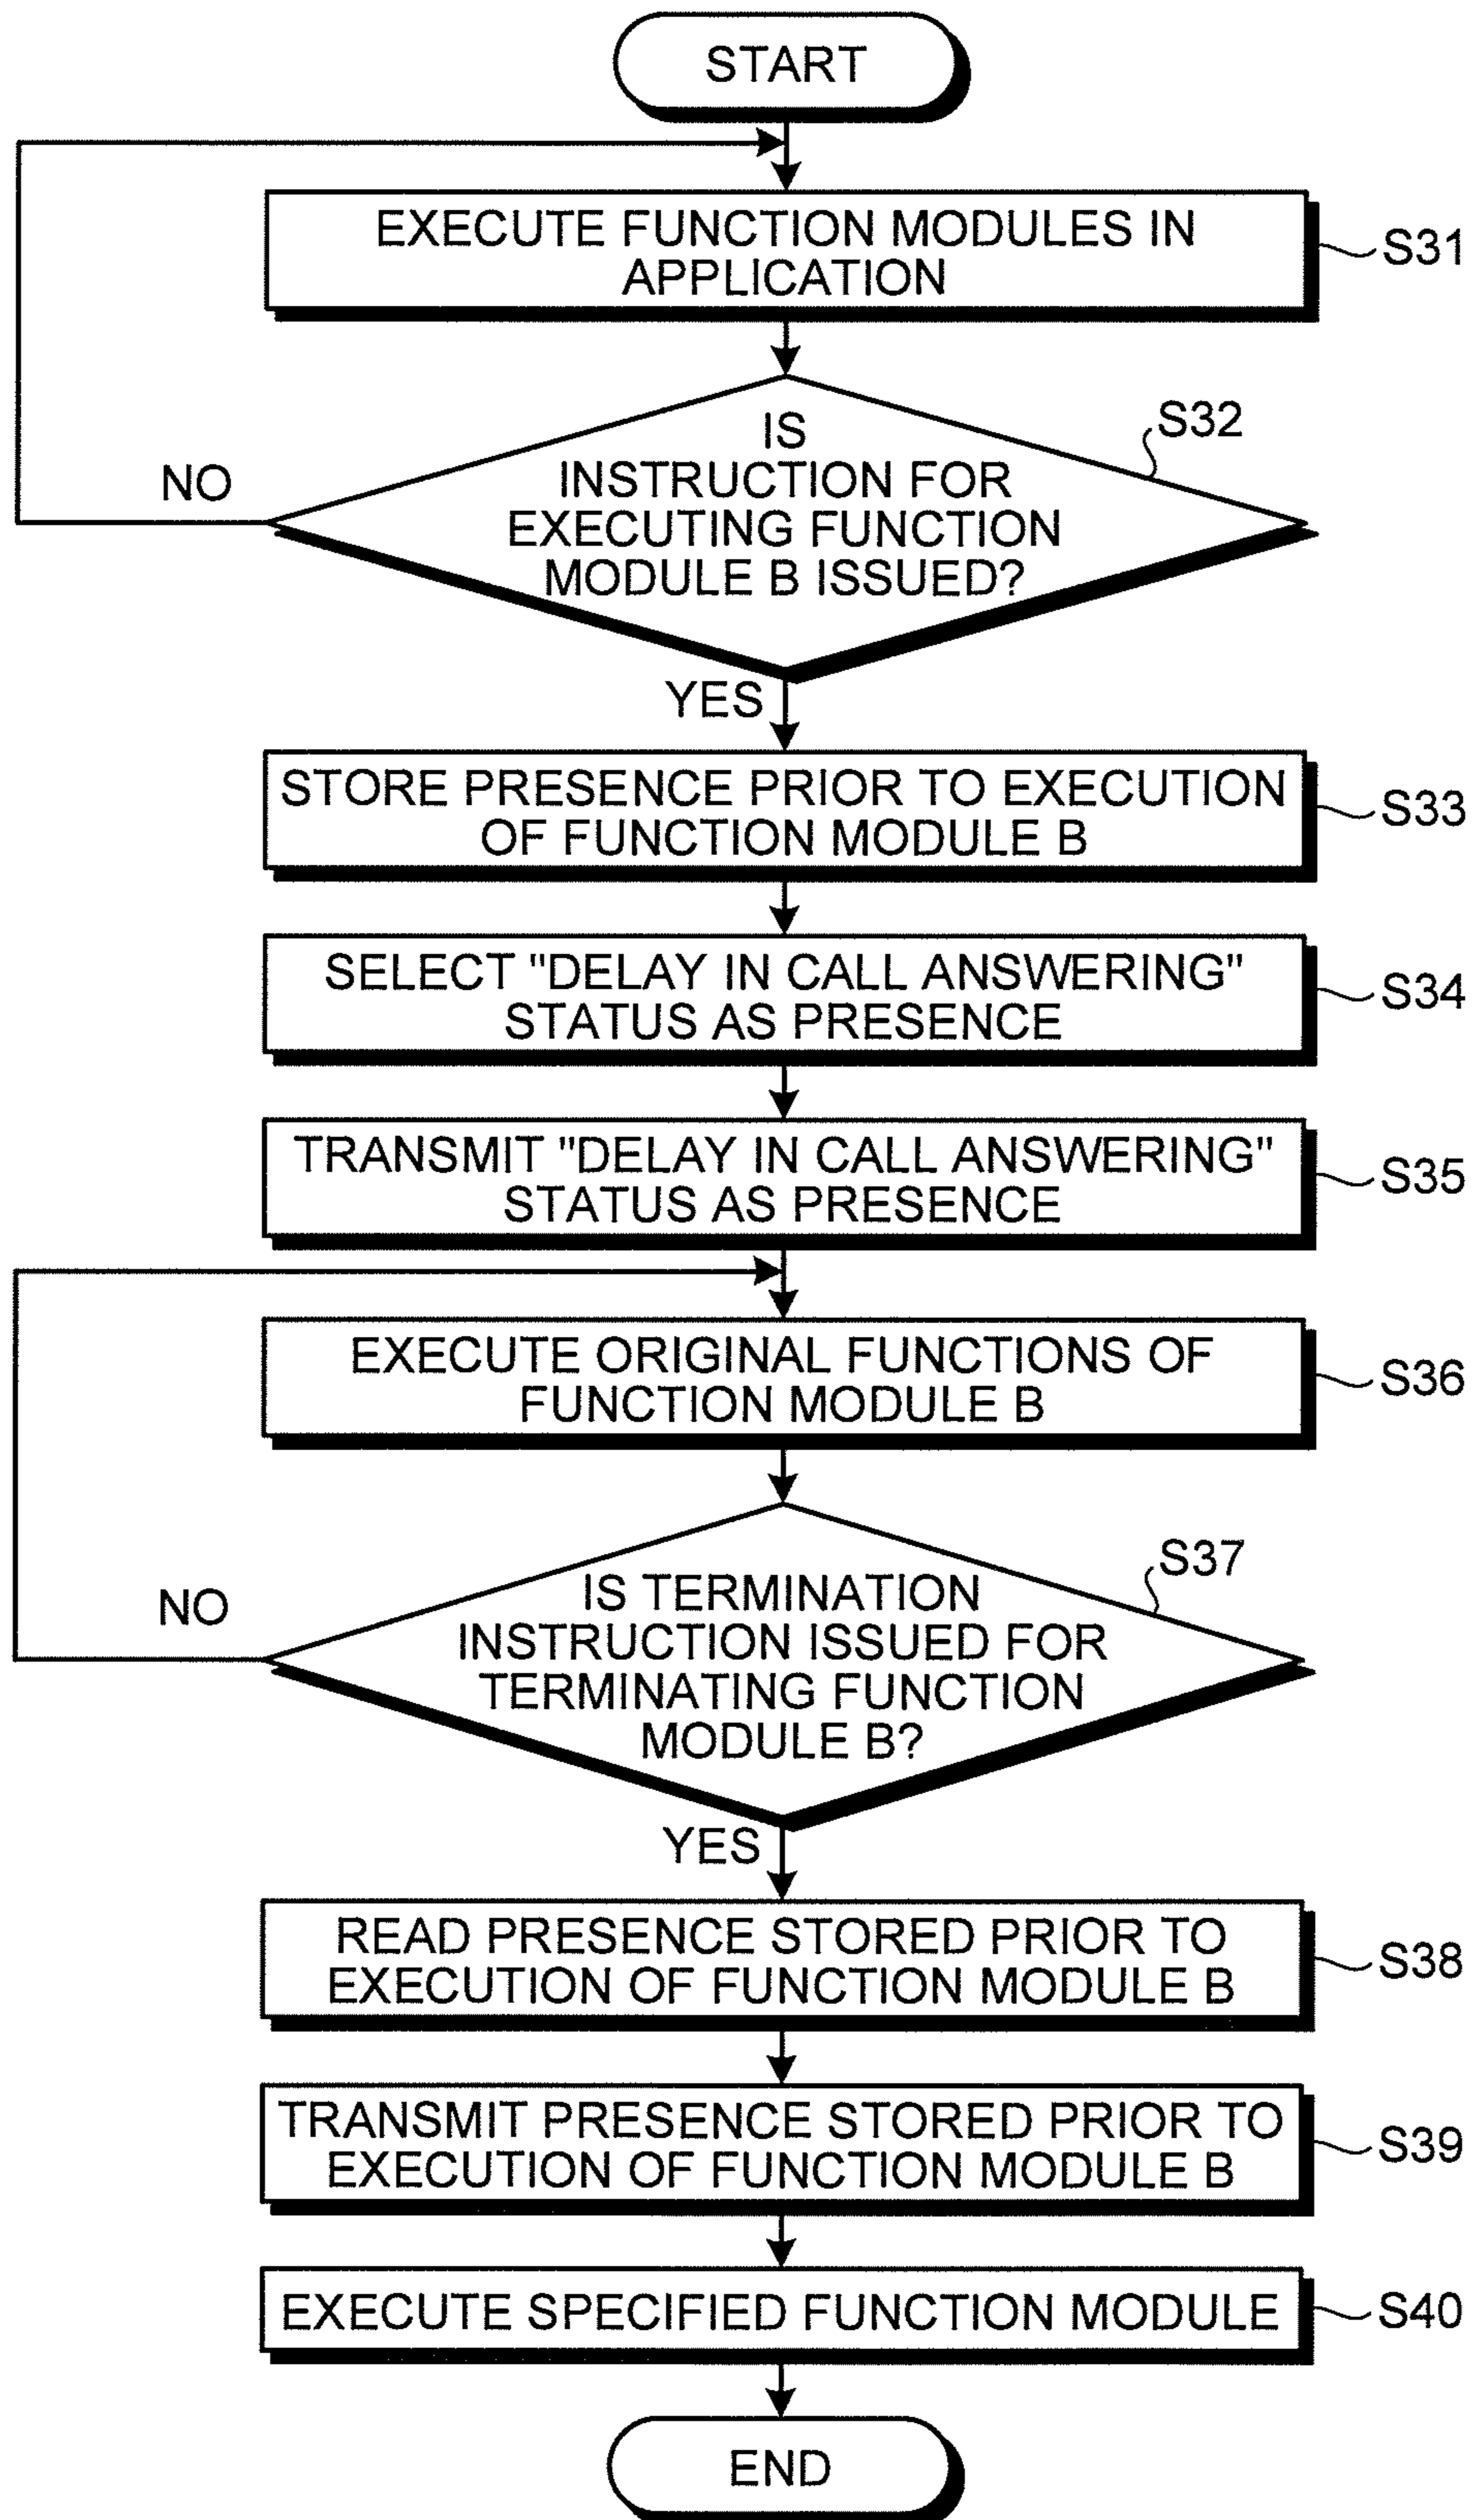 START
EXECUTE FUNCTION MODULES IN
APPLICATION
S31
IS
INSTRUCTION FOR
EXECUTING FUNCTION
MODULE B ISSUED?
S32
NO
YES
STORE PRESENCE PRIOR TO EXECUTION
OF FUNCTION MODULE B
S33
SELECT "DELAY IN CALL ANSWERING"
STATUS AS PRESENCE
S34
TRANSMIT "DELAY IN CALL ANSWERING"
STATUS AS PRESENCE
S35
EXECUTE ORIGINAL FUNCTIONS OF
FUNCTION MODULE B
S36
IS TERMINATION
INSTRUCTION ISSUED FOR
TERMINATING FUNCTION
MODULE B?
S37
NO
YES
READ PRESENCE STORED PRIOR TO
EXECUTION OF FUNCTION MODULE B
S38
TRANSMIT PRESENCE STORED PRIOR TO
EXECUTION OF FUNCTION MODULE B
S39
EXECUTE SPECIFIED FUNCTION MODULE
S40
END